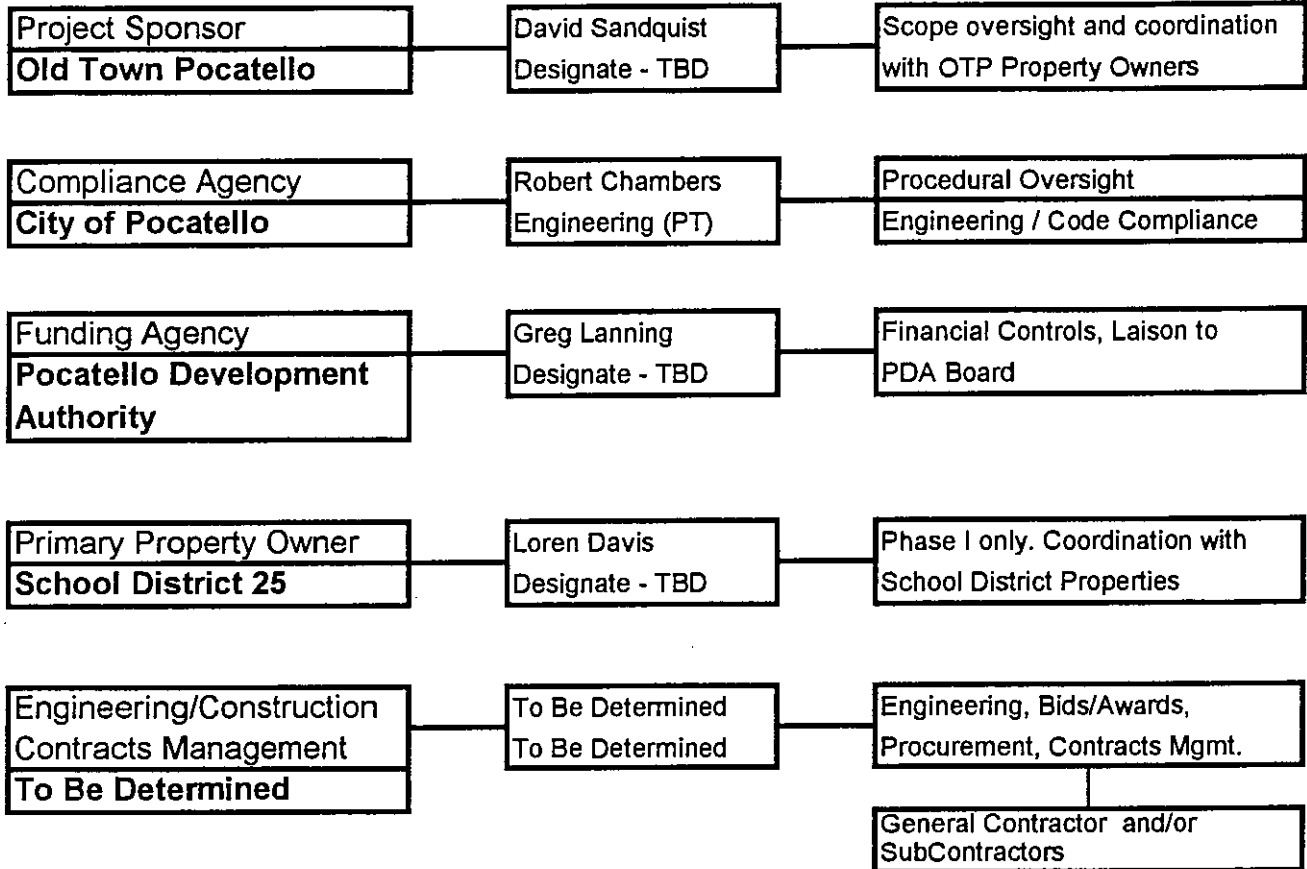 Project Sponsor
Old Town Pocatello
David Sandquist
Designate - TBD
Scope oversight and coordination
with OTP Property Owners
Compliance Agency
City of Pocatello
Robert Chambers
Engineering (PT)
Procedural Oversight
Engineering / Code Compliance
Funding Agency
Pocatello Development
Authority
Greg Lanning
Designate - TBD
Financial Controls, Laison to
PDA Board
Primary Property Owner
School District 25
Loren Davis
Designate - TBD
Phase I only. Coordination with
School District Properties
Engineering/Construction
Contracts Management
To Be Determined
To Be Determined
To Be Determined
Engineering, Bids/Awards,
Procurement, Contracts Mgmt.
General Contractor and/or
SubContractors